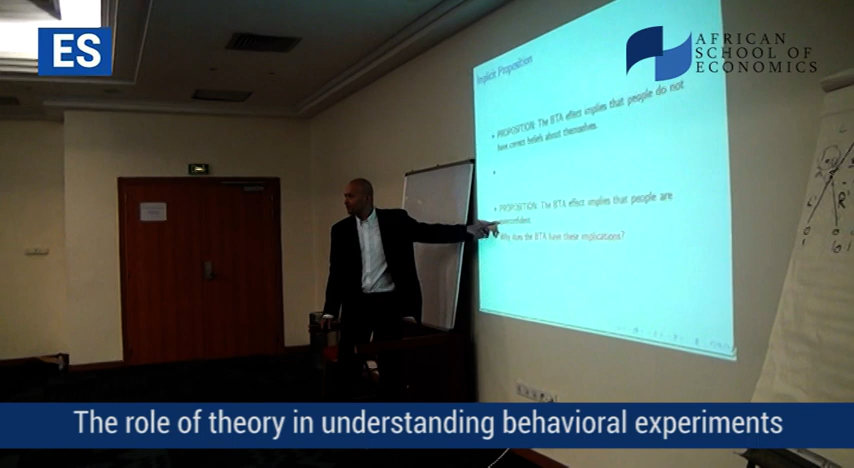 ES
AFRICAN
SCHOOL OF
ECONOMICS
Implicit Proposition
PROPOSITION: The BTA effect implies that people do not
have correct beliefs about themselves.
PROPOSITION: The BTA effect implies that people are
overconfident.
Why does the BTA have these implications?
The role of theory in understanding behavioral experiments